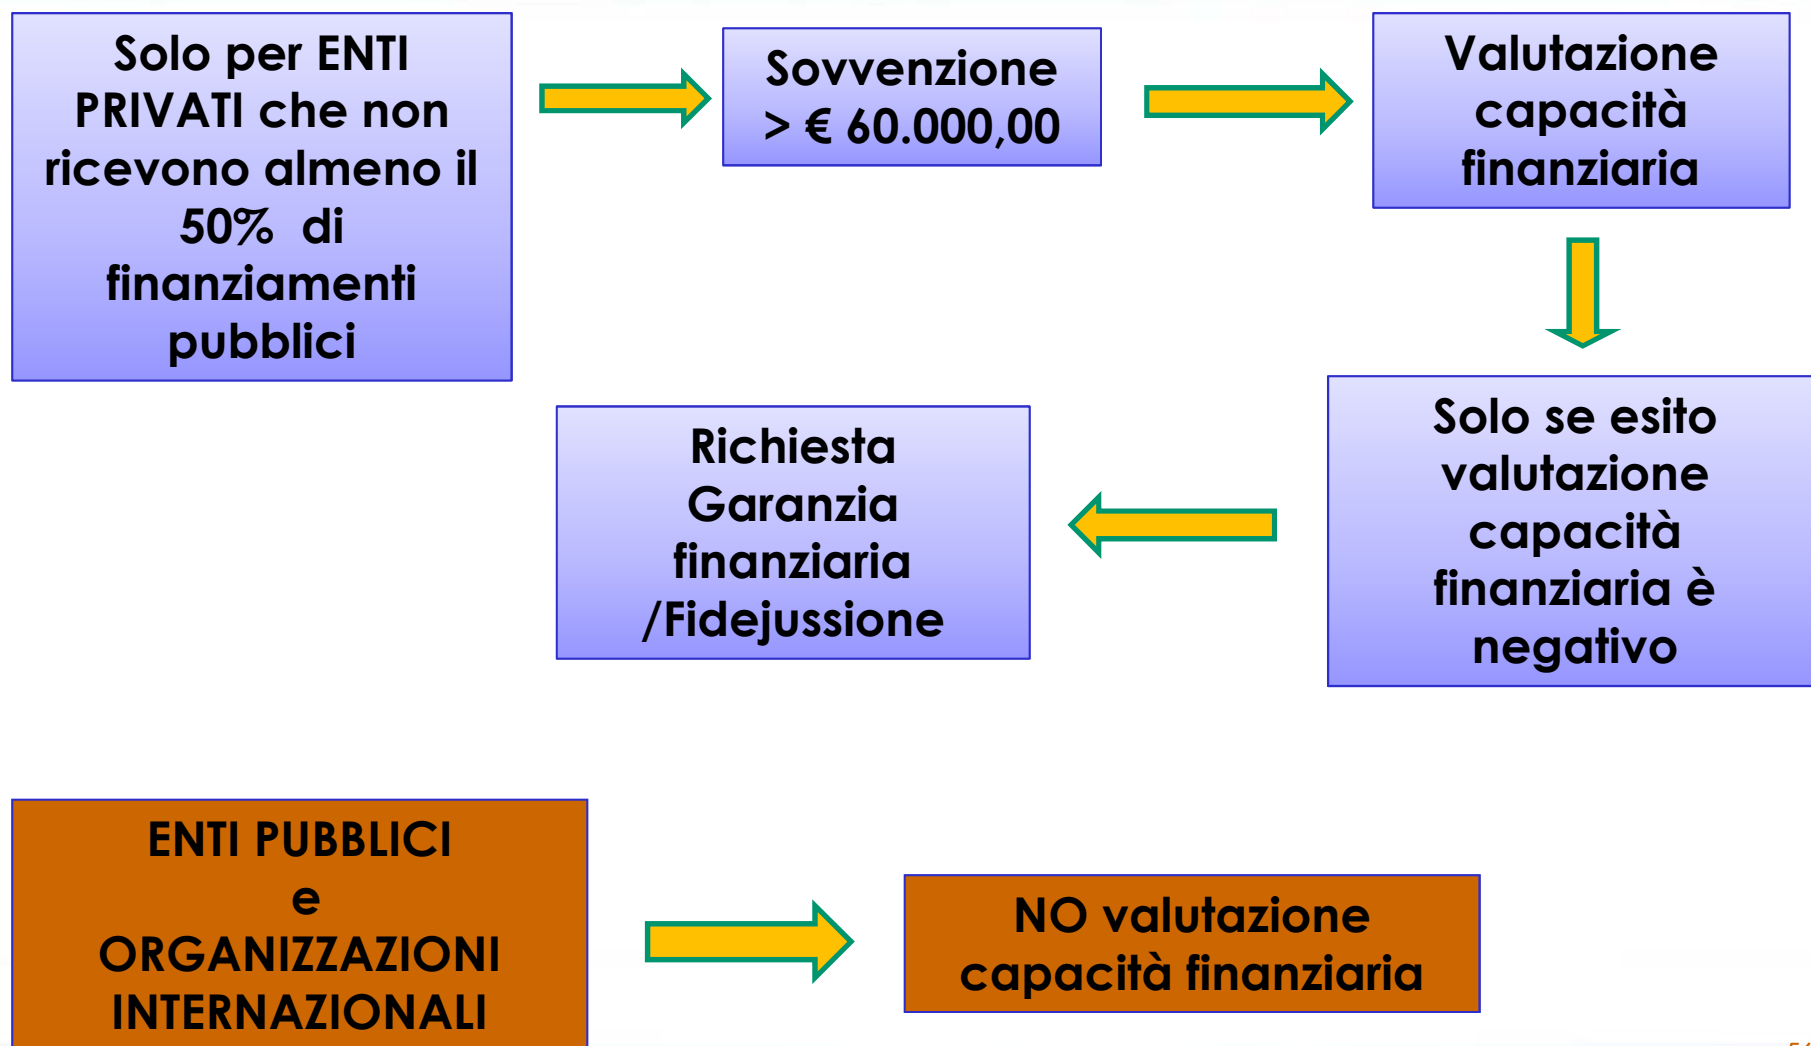 Solo per ENTI
PRIVATI che non
ricevono almeno il
50% di
finanziamenti
pubblici
Sovvenzione
> € 60.000,00
Valutazione
capacità
finanziaria
Solo se esito
valutazione
capacità
finanziaria è
negativo
Richiesta
Garanzia
finanziaria
/Fidejussione
ENTI PUBBLICI
e
ORGANIZZAZIONI
INTERNAZIONALI
NO valutazione
capacità finanziaria